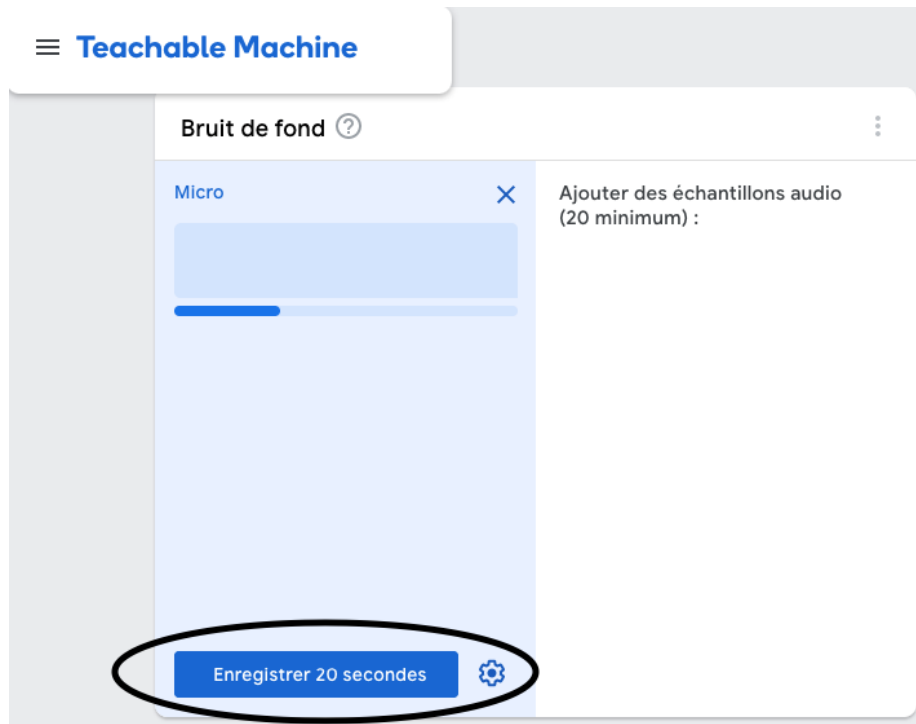 Teachable Machine
Bruit de fond ?
Micro
Ajouter des échantillons audio
(20 minimum) :
Enregistrer 20 secondes